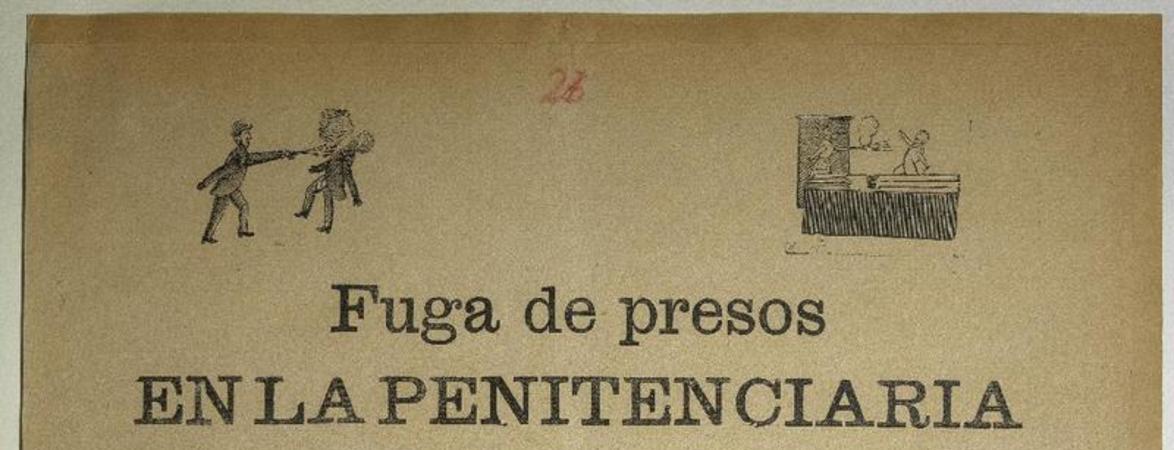 Fuga de presos
EN LA PENITENCIARIA